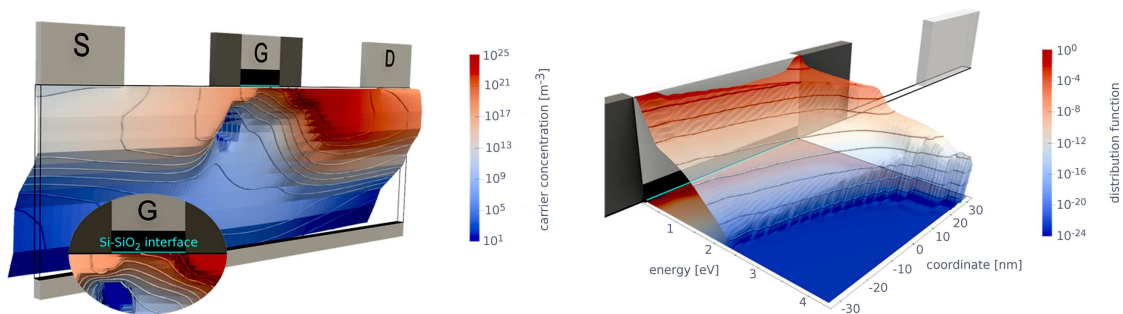 S
G
D
10^25
10^21
10^17
10^13
10^9
10^5
10^1
carrier concentration [m^-3]
G
Si-SiO₂ interface
1
2
3
4
energy [eV]
-30
-20
-10
0
10
20
30
coordinate [nm]
10^0
10^-4
10^-8
10^-12
10^-16
10^-20
10^-24
distribution function